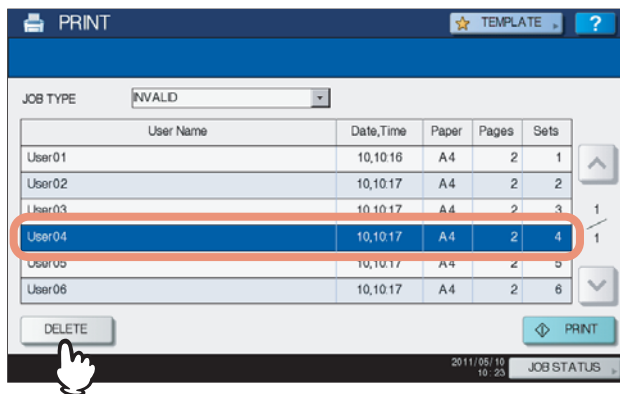 PRINT
TEMPLATE
?
JOB TYPE INVALID
User Name Date,Time Paper Pages Sets
User01 10,10:16 A4 2 1
User02 10,10:17 A4 2 2
User03 10,10:17 A4 2 3
User04 10,10:17 A4 2 4
User05 10,10:17 A4 2 5
User06 10,10:17 A4 2 6
1
1
DELETE
PRINT
2011/05/10
10:23
JOB STATUS